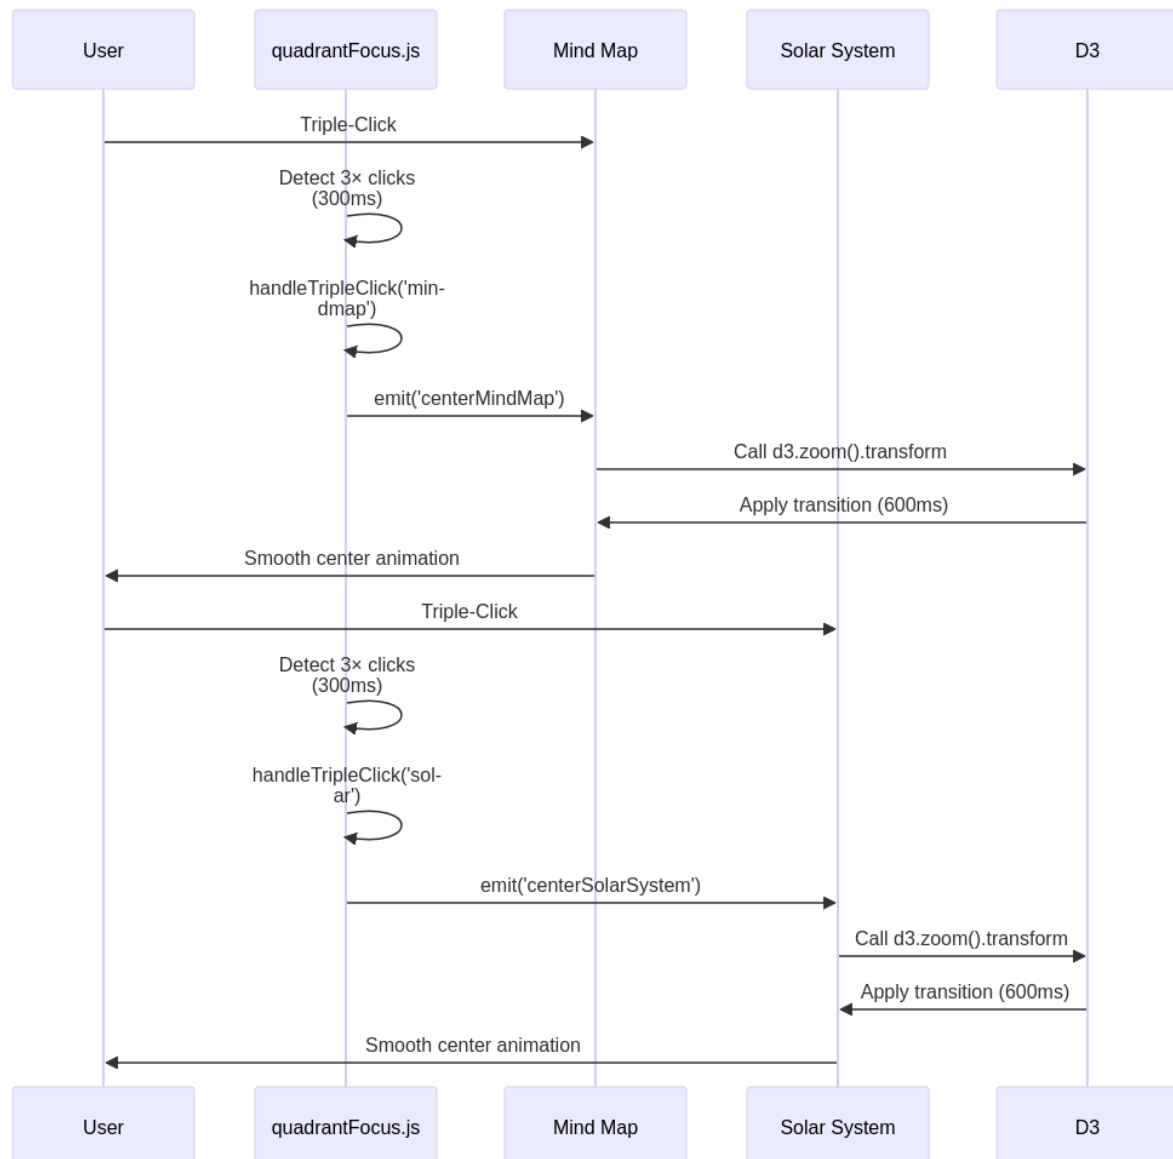 User
quadrantFocus.js
Mind Map
Solar System
D3
Triple-Click
Detect 3× clicks
(300ms)
handleTripleClick('min-
dmap')
emit('centerMindMap')
Call d3.zoom().transform
Apply transition (600ms)
Smooth center animation
Triple-Click
Detect 3× clicks
(300ms)
handleTripleClick('sol-
ar')
emit('centerSolarSystem')
Call d3.zoom().transform
Apply transition (600ms)
Smooth center animation
User
quadrantFocus.js
Mind Map
Solar System
D3